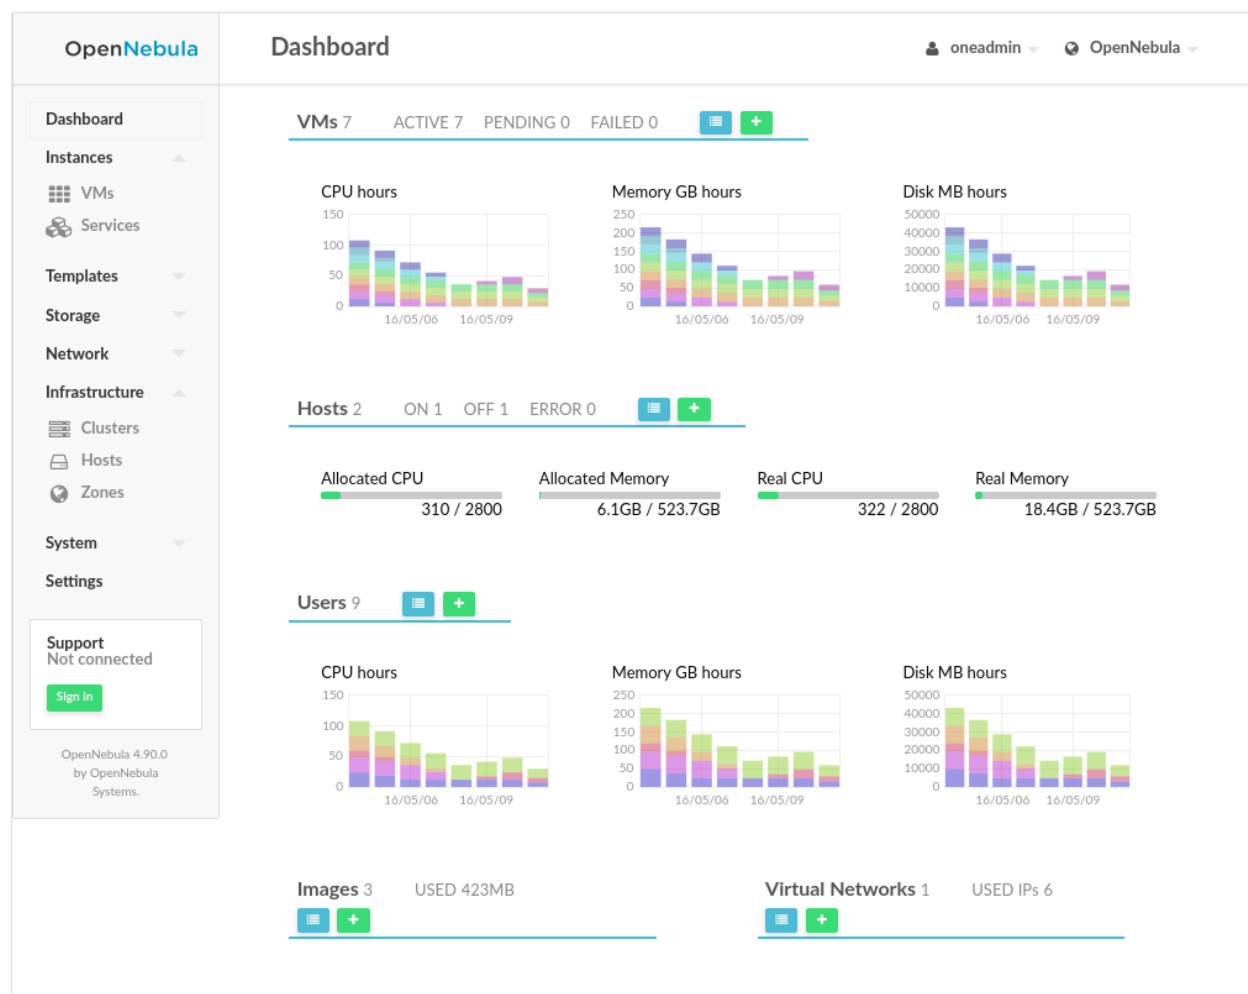 OpenNebula
Dashboard
oneadmin
OpenNebula
Dashboard
Instances
VMs
Services
Templates
Storage
Network
Infrastructure
Clusters
Hosts
Zones
System
Settings
Support
Not connected
Sign in
OpenNebula 4.90.0
by OpenNebula
Systems.
VMs 7 ACTIVE 7 PENDING 0 FAILED 0
CPU hours
150
100
50
0
16/05/06 16/05/09
Memory GB hours
250
200
150
100
50
0
16/05/06 16/05/09
Disk MB hours
50000
40000
30000
20000
10000
0
16/05/06 16/05/09
Hosts 2 ON 1 OFF 1 ERROR 0
Allocated CPU
310 / 2800
Allocated Memory
6.1GB / 523.7GB
Real CPU
322 / 2800
Real Memory
18.4GB / 523.7GB
Users 9
CPU hours
150
100
50
0
16/05/06 16/05/09
Memory GB hours
250
200
150
100
50
0
16/05/06 16/05/09
Disk MB hours
50000
40000
30000
20000
10000
0
16/05/06 16/05/09
Images 3 USED 423MB
Virtual Networks 1 USED IPs 6